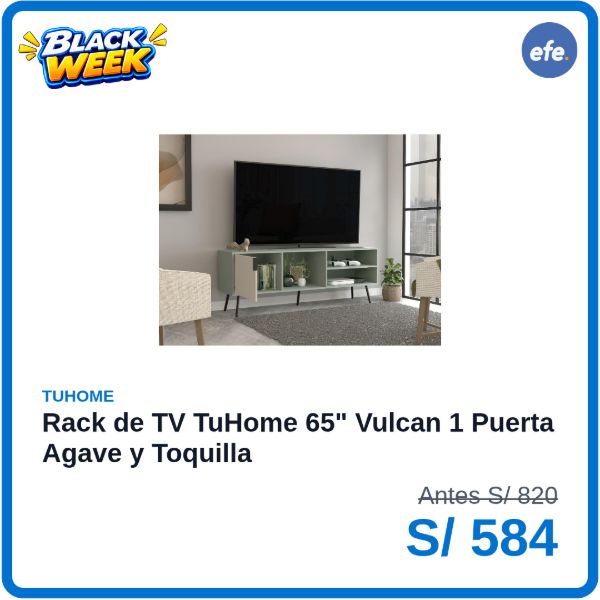 BLACK
WEEK
efe.
TUHOME
Rack de TV TuHome 65" Vulcan 1 Puerta
Agave y Toquilla
Antes S/ 820
S/ 584